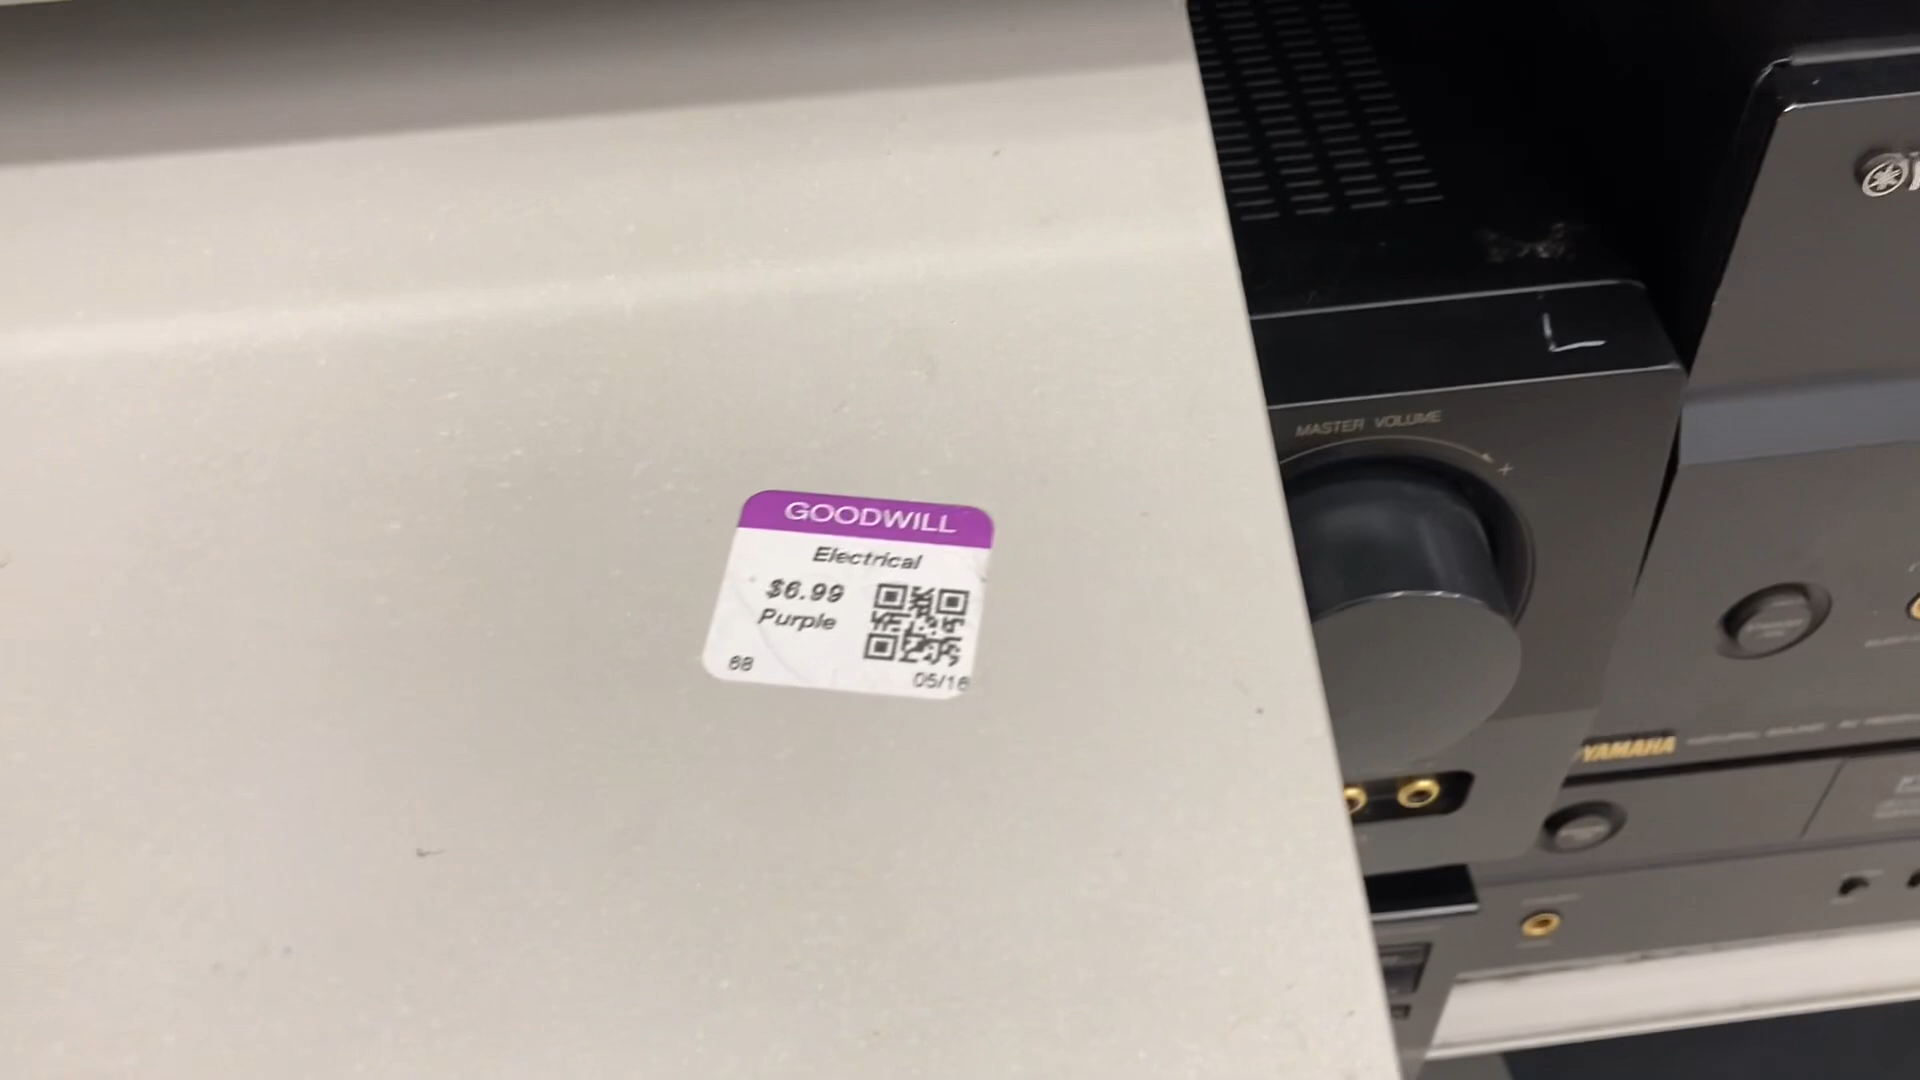 GOODWILL
Electrical
$6.99
Purple
68
05/16
L
MASTER VOLUME
+
YAMAHA